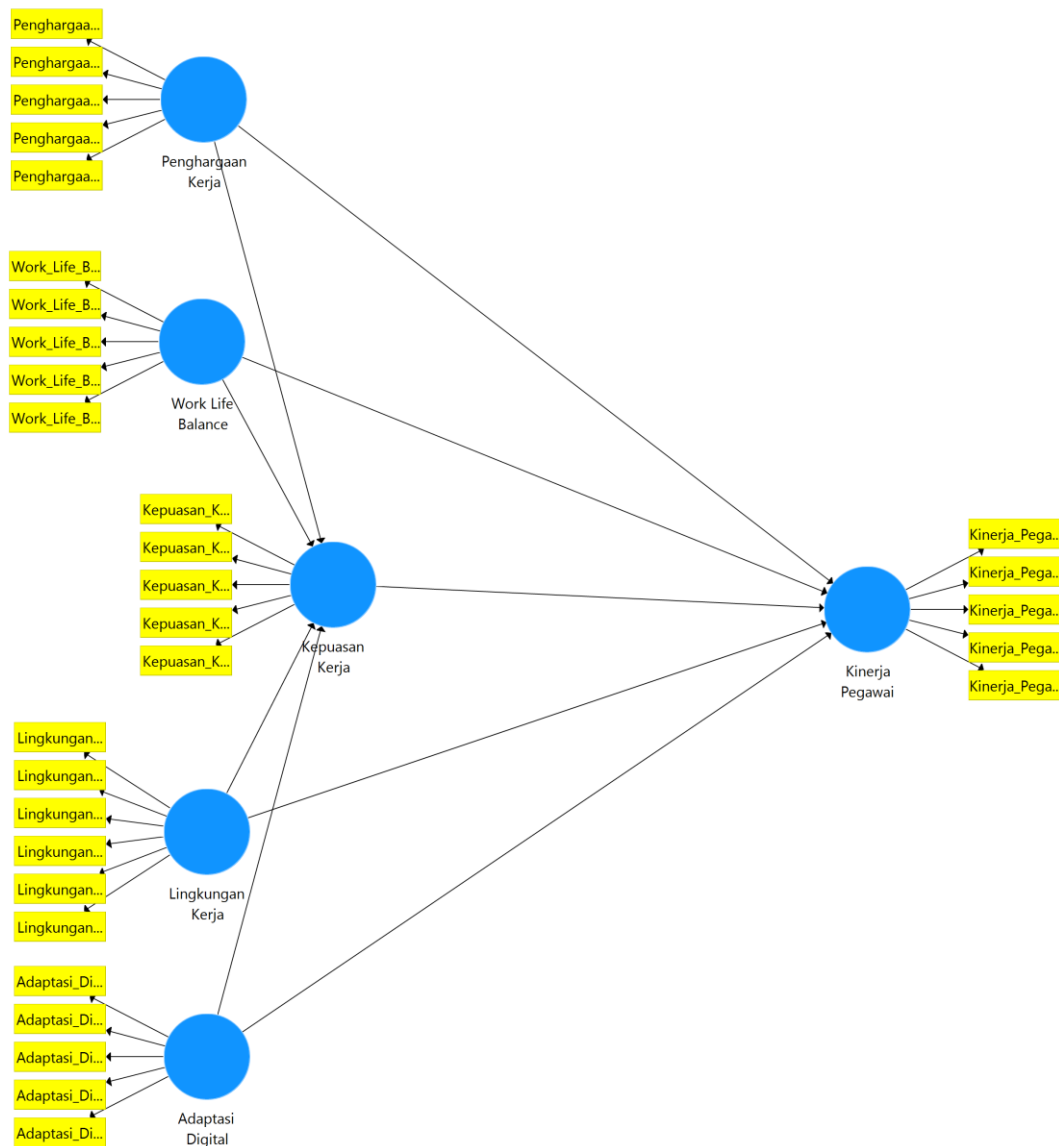 Penghargaa...
Penghargaa...
Penghargaa...
Penghargaa...
Penghargaa...
Penghargaan
Kerja
Work_Life_B...
Work_Life_B...
Work_Life_B...
Work_Life_B...
Work_Life_B...
Work Life
Balance
Kepuasan_K...
Kepuasan_K...
Kepuasan_K...
Kepuasan_K...
Kepuasan_K...
Kepuasan
Kerja
Kinerja_Pega...
Kinerja_Pega...
Kinerja_Pega...
Kinerja_Pega...
Kinerja_Pega...
Kinerja
Pegawai
Lingkungan...
Lingkungan...
Lingkungan...
Lingkungan...
Lingkungan...
Lingkungan...
Lingkungan
Kerja
Adaptasi_Di...
Adaptasi_Di...
Adaptasi_Di...
Adaptasi_Di...
Adaptasi_Di...
Adaptasi
Digital